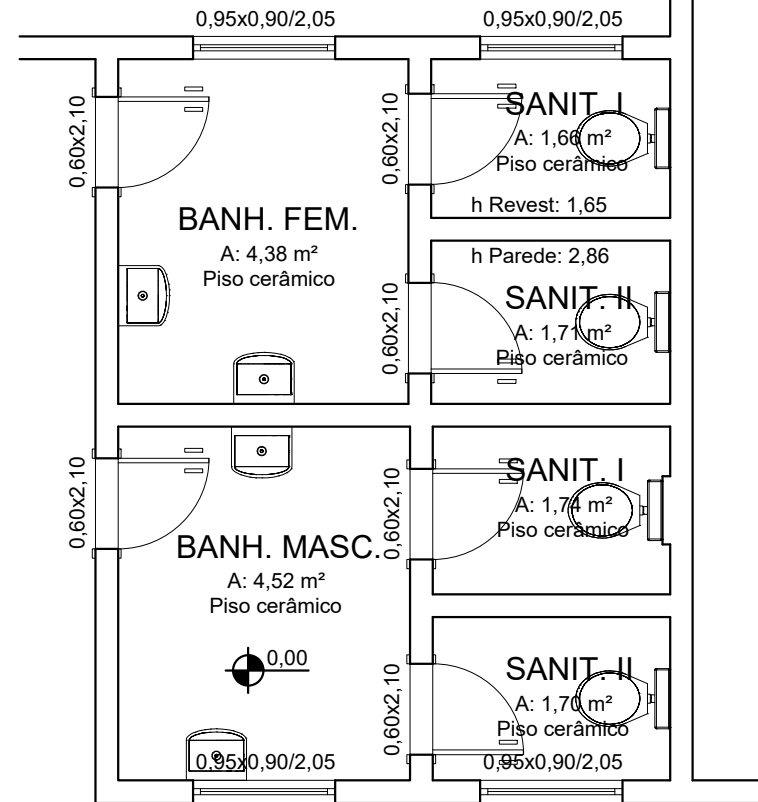 0,95x0,90/2,05
0,95x0,90/2,05
0,60x2,10
0,60x2,10
SANIT. I
A: 1,66 m²
Piso cerâmico
h Revest: 1,65
BANH. FEM.
A: 4,38 m²
Piso cerâmico
h Parede: 2,86
0,60x2,10
SANIT. II
A: 1,71 m²
Piso cerâmico
0,60x2,10
0,60x2,10
SANIT. I
A: 1,74 m²
Piso cerâmico
BANH. MASC.
A: 4,52 m²
Piso cerâmico
0,00
0,60x2,10
SANIT. II
A: 1,70 m²
Piso cerâmico
0,95x0,90/2,05
0,95x0,90/2,05